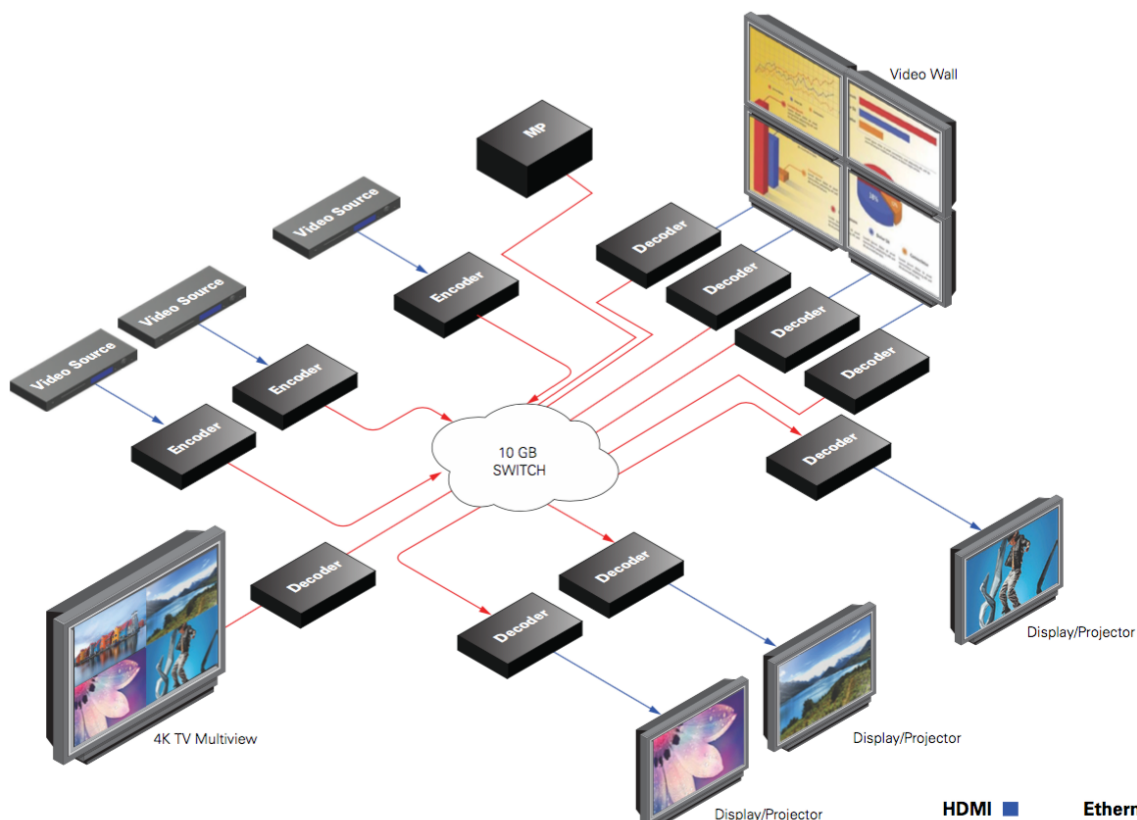 Video Wall
MP
Video Source
Decoder
Encoder
Decoder
Video Source
Decoder
Video Source
Encoder
Decoder
Encoder
Decoder
10 GB
SWITCH
Decoder
Decoder
Decoder
Display/Projector
4K TV Multiview
Display/Projector
Display/Projector
HDMI
Ethern